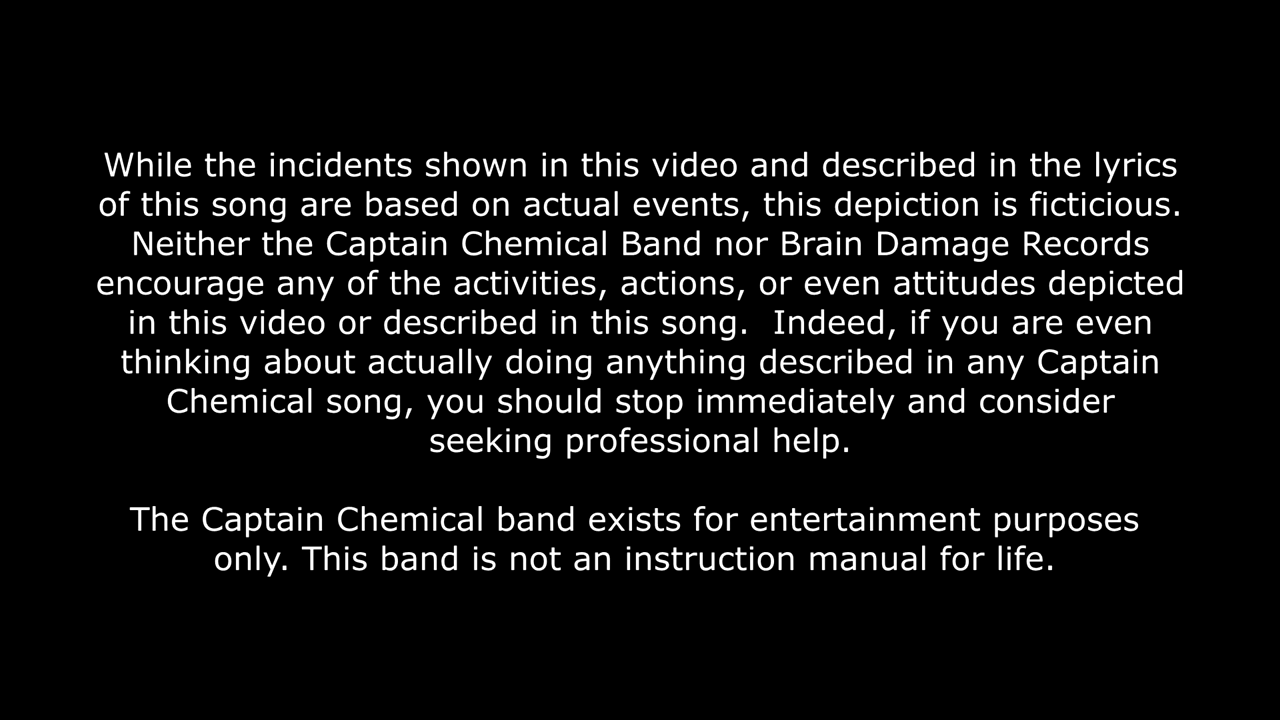 While the incidents shown in this video and described in the lyrics
of this song are based on actual events, this depiction is ficticious.
Neither the Captain Chemical Band nor Brain Damage Records
encourage any of the activities, actions, or even attitudes depicted
in this video or described in this song.  Indeed, if you are even
thinking about actually doing anything described in any Captain
Chemical song, you should stop immediately and consider
seeking professional help.
The Captain Chemical band exists for entertainment purposes
only. This band is not an instruction manual for life.